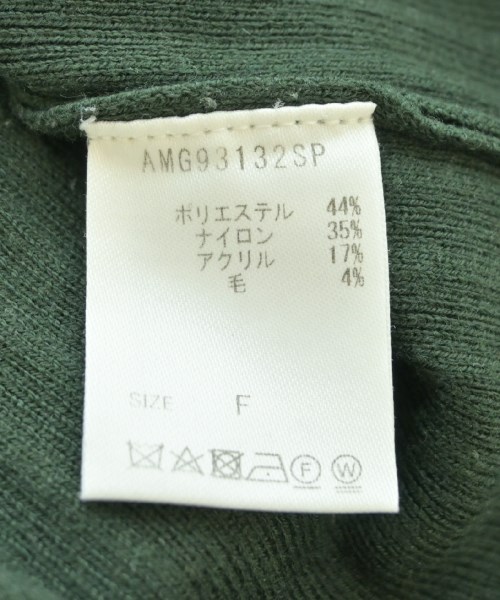 AMG93132SP
ポリエステル 44%
ナイロン 35%
アクリル 17%
毛 4%
SIZE F
F W